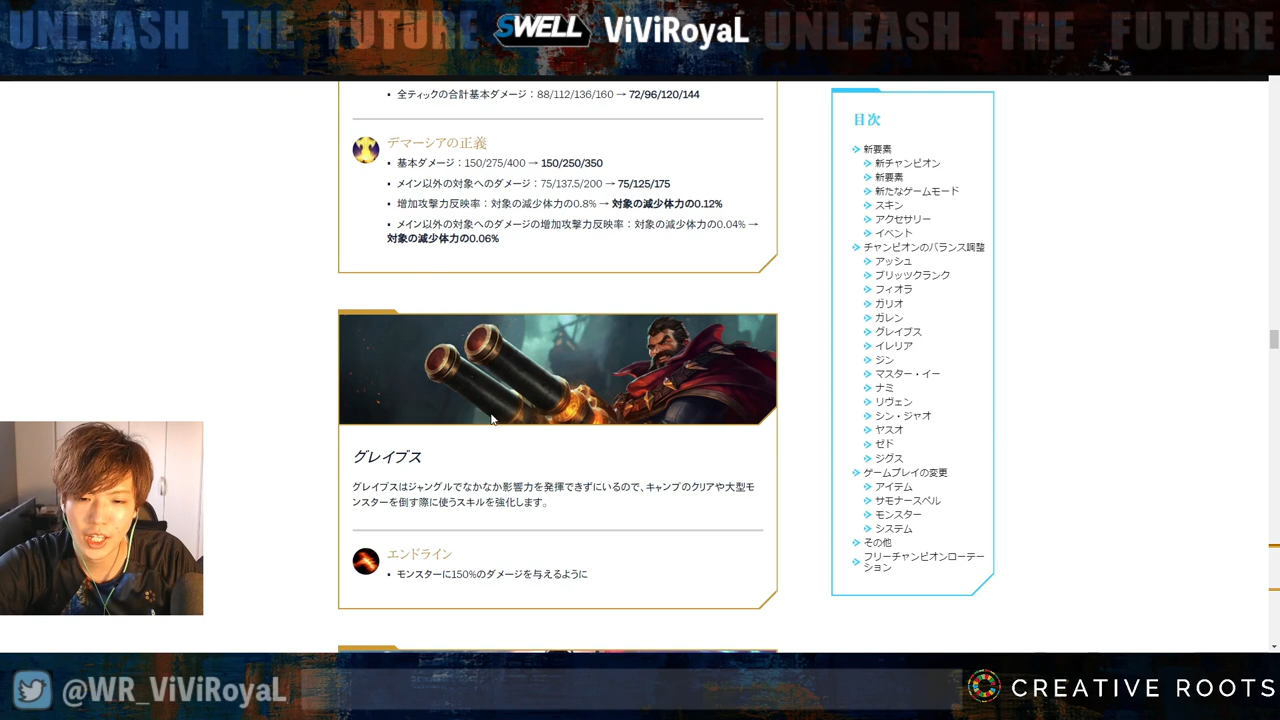 UNLEASH THE FUTURE SWELL ViViRoyaL UNLEASH THE FUTURE
• 全ティックの合計基本ダメージ：88/112/136/160 → 72/96/120/144
デマーシアの正義
• 基本ダメージ：150/275/400 → 150/250/350
• メイン以外の対象へのダメージ：75/137.5/200 → 75/125/175
• 増加攻撃力反映率：対象の減少体力の0.8% → 対象の減少体力の0.12%
• メイン以外の対象へのダメージの増加攻撃力反映率：対象の減少体力の0.04% →
対象の減少体力の0.06%
グレイブス
グレイブスはジャングルでなかなか影響力を発揮できずにいるので、キャンプのクリアや大型モ
ンスターを倒す際に使うスキルを強化します。
エンドライン
• モンスターに150%のダメージを与えるように
目次
新要素
新チャンピオン
新要素
新たなゲームモード
スキン
アクセサリー
イベント
チャンピオンのバランス調整
アッシュ
ブリッツクランク
フィオラ
ガリオ
ガレン
グレイブス
イレリア
ジン
マスター・イー
ナミ
リヴェン
シン・ジャオ
ヤスオ
ゼド
ジグス
ゲームプレイの変更
アイテム
サモナースペル
モンスター
システム
その他
フリーチャンピオンローテー
ション
@WR_ViViRoyaL
CREATIVE ROOTS